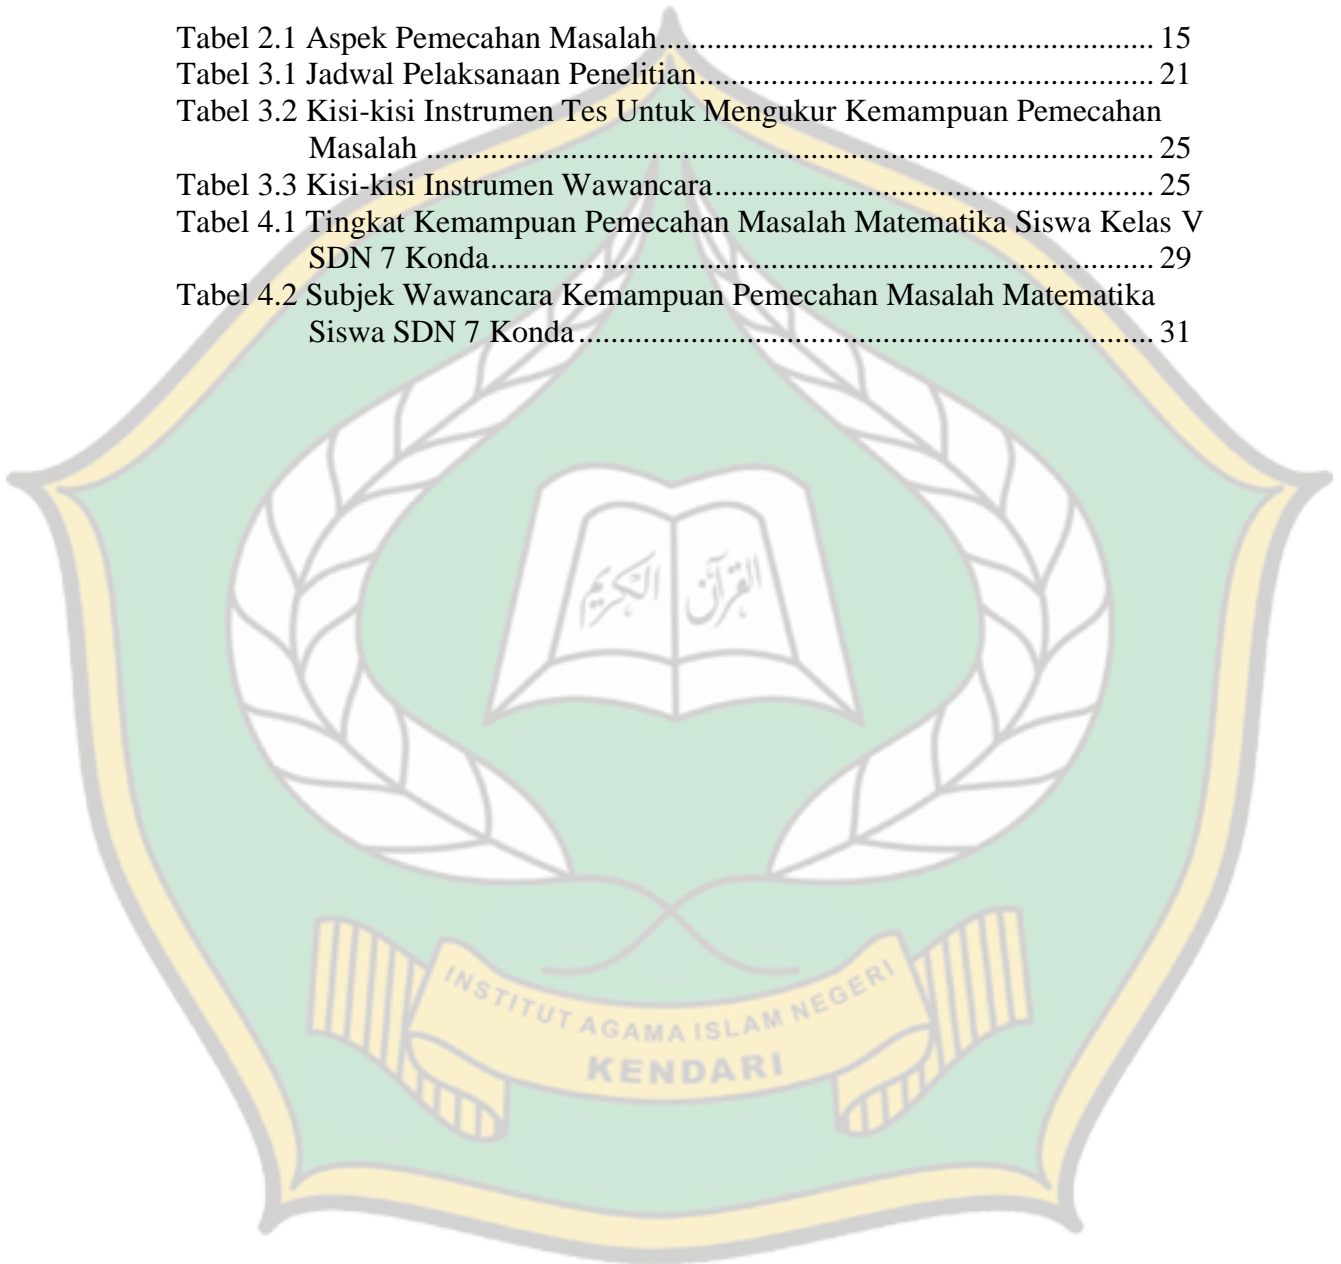 Tabel 2.1 Aspek Pemecahan Masalah.............................................................. 15
Tabel 3.1 Jadwal Pelaksanaan Penelitian......................................................... 21
Tabel 3.2 Kisi-kisi Instrumen Tes Untuk Mengukur Kemampuan Pemecahan
Masalah ........................................................................................... 25
Tabel 3.3 Kisi-kisi Instrumen Wawancara....................................................... 25
Tabel 4.1 Tingkat Kemampuan Pemecahan Masalah Matematika Siswa Kelas V
SDN 7 Konda................................................................................... 29
Tabel 4.2 Subjek Wawancara Kemampuan Pemecahan Masalah Matematika
Siswa SDN 7 Konda........................................................................ 31
القرآن الكريم
INSTITUT AGAMA ISLAM NEGERI
KENDARI